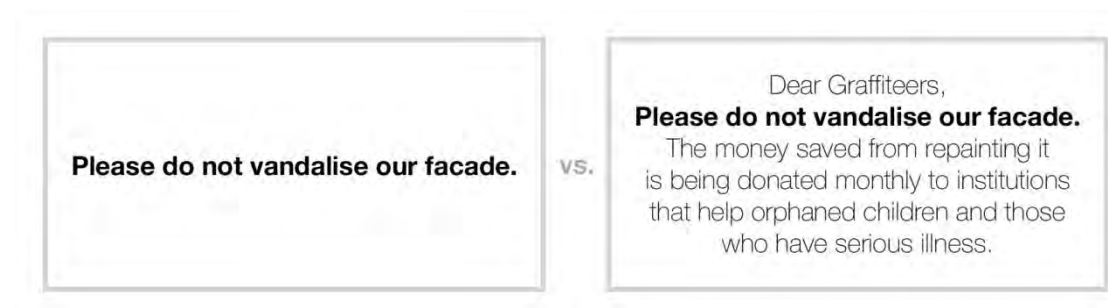 Please do not vandalise our facade.
vs.
Dear Graffiteers,
Please do not vandalise our facade.
The money saved from repainting it
is being donated monthly to institutions
that help orphaned children and those
who have serious illness.